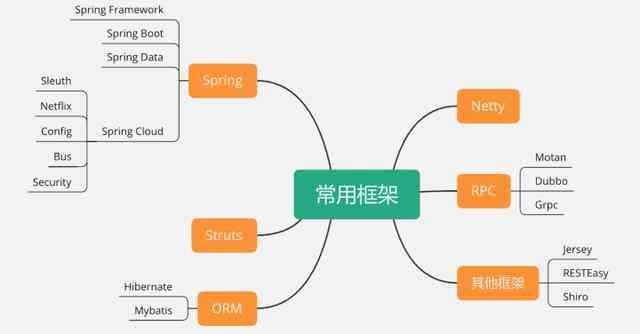 Spring Framework
Spring Boot
Spring Data
Spring
Sleuth
Netflix
Config
Spring Cloud
Bus
Security
Struts
Hibernate
Mybatis
ORM
常用框架
Netty
RPC
Motan
Dubbo
Grpc
其他框架
Jersey
RESTEasy
Shiro